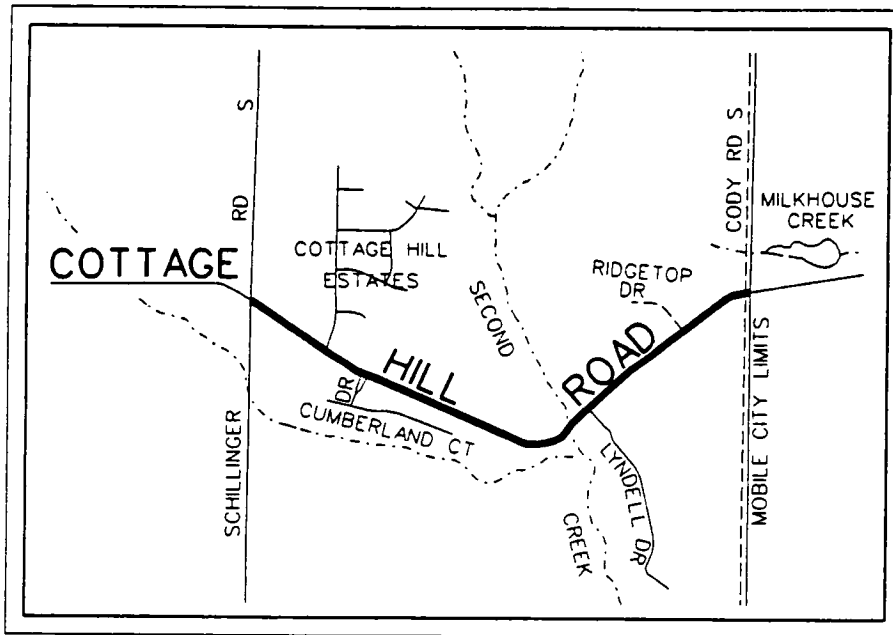 COTTAGE HILL ROAD
SCHILLINGER RD S
COTTAGE HILL
ESTATES
DR
CUMBERLAND CT
SECOND CREEK
RIDGETOP
DR
LYNDELL DR
CODY RD S
MOBILE CITY LIMITS
MILKHOUSE
CREEK